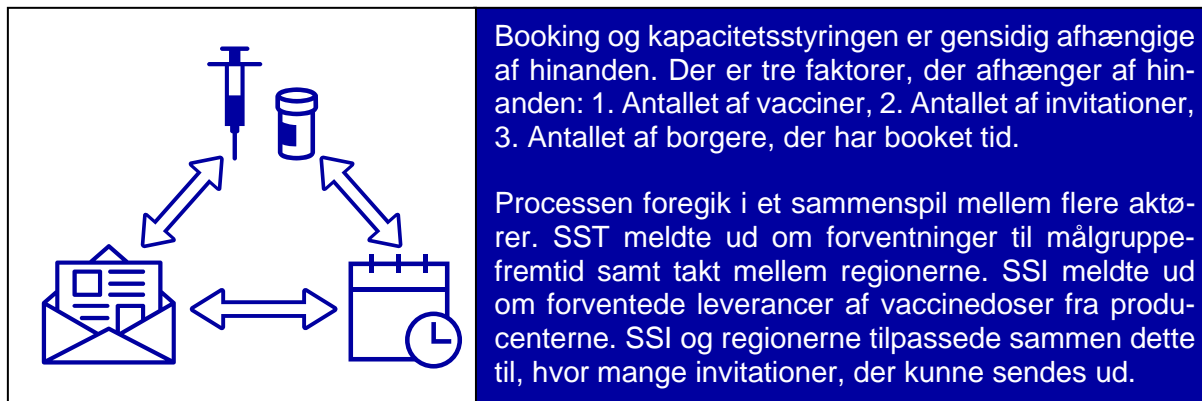 Booking og kapacitetsstyringen er gensidig afhængige
af hinanden. Der er tre faktorer, der afhænger af hin-
anden: 1. Antallet af vacciner, 2. Antallet af invitationer,
3. Antallet af borgere, der har booket tid.
Processen foregik i et sammenspil mellem flere aktø-
rer. SST meldte ud om forventninger til målgruppe-
fremtid samt takt mellem regionerne. SSI meldte ud
om forventede leverancer af vaccinedoser fra produ-
centerne. SSI og regionerne tilpassede sammen dette
til, hvor mange invitationer, der kunne sendes ud.